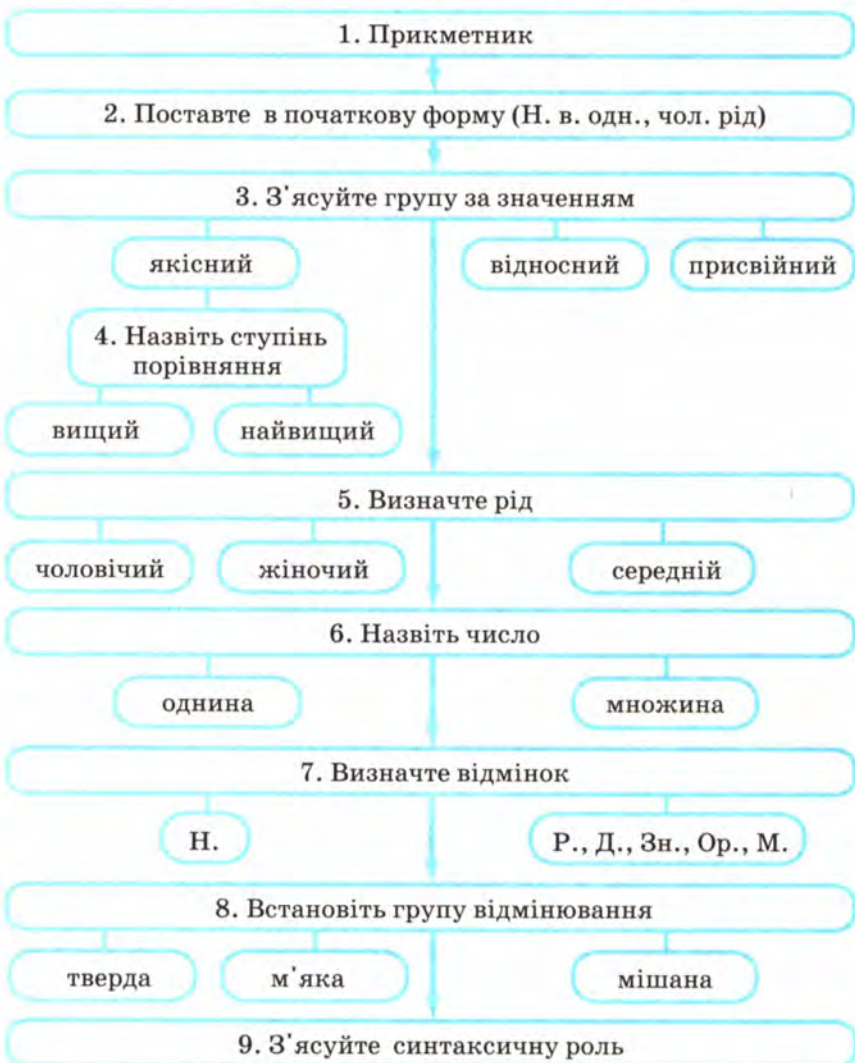 1. Прикметник
2. Поставте в початкову форму (Н. в. одн., чол. рід)
3. З'ясуйте групу за значенням
якісний
відносний
присвійний
4. Назвіть ступінь
порівняння
вищий
найвищий
5. Визначте рід
чоловічий
жіночий
середній
6. Назвіть число
однина
множина
7. Визначте відмінок
Н.
Р., Д., Зн., Ор., М.
8. Встановіть групу відмінювання
тверда
м'яка
мішана
9. З'ясуйте синтаксичну роль